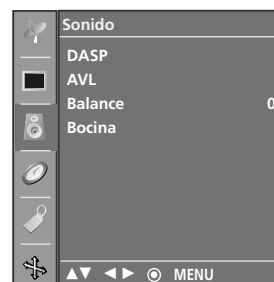 Sonido
DASP
AVL
Balance 0
Bocina
▲▼ ◄► ◉ MENU